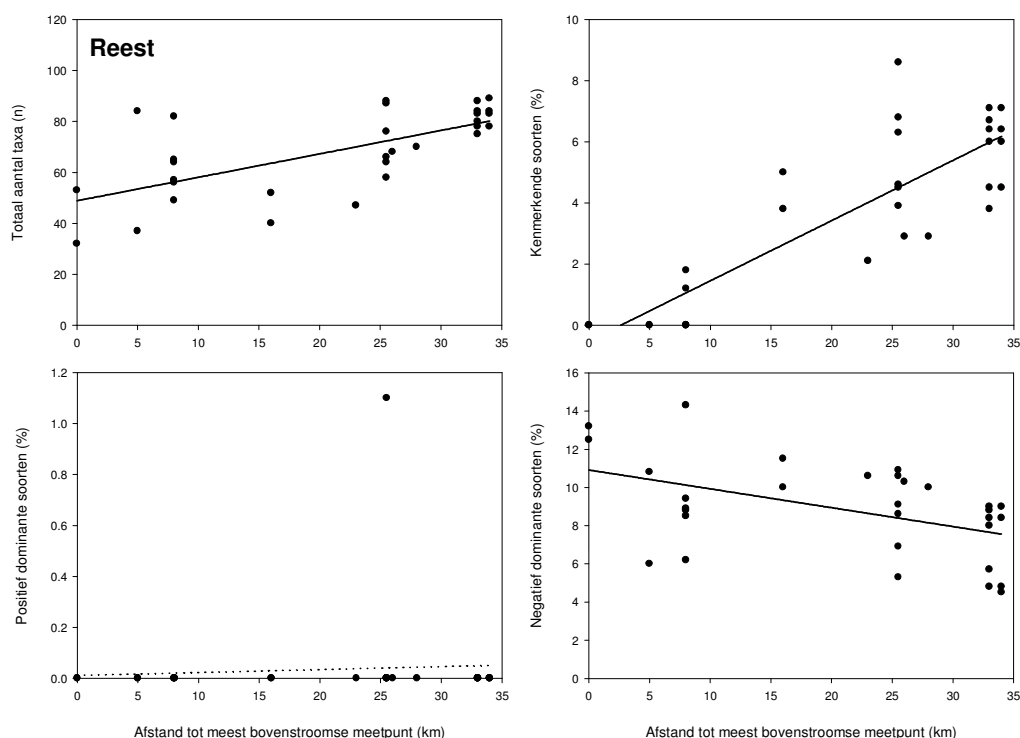 Reest
Totaal aantal taxa (n)
120
100
80
60
40
20
0
0 5 10 15 20 25 30 35
Kenmerkende soorten (%)
10
8
6
4
2
0
0 5 10 15 20 25 30 35
Positief dominante soorten (%)
1.2
1.0
0.8
0.6
0.4
0.2
0.0
0 5 10 15 20 25 30 35
Afstand tot meest bovenstroomse meetpunt (km)
Negatief dominante soorten (%)
16
14
12
10
8
6
4
2
0
0 5 10 15 20 25 30 35
Afstand tot meest bovenstroomse meetpunt (km)